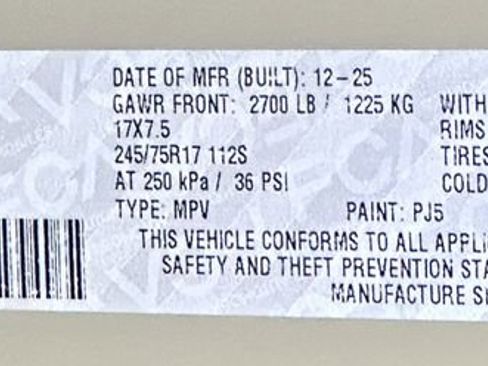 DATE OF MFR (BUILT): 12-25
GAWR FRONT: 2700 LB / 1225 KG WITH
17X7.5 RIMS
245/75R17 112S TIRES
AT 250 kPa / 36 PSI COLD
TYPE: MPV PAINT: PJ5
THIS VEHICLE CONFORMS TO ALL APPLI
SAFETY AND THEFT PREVENTION STA
MANUFACTURE S